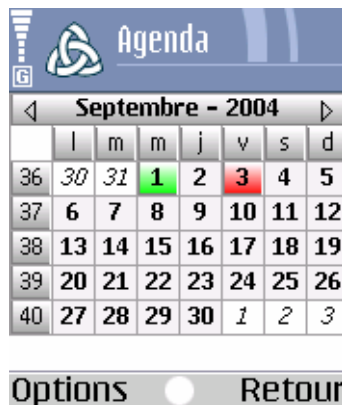 Agenda
G
Septembre - 2004
l m m j v s d
36 30 31 1 2 3 4 5
37 6 7 8 9 10 11 12
38 13 14 15 16 17 18 19
39 20 21 22 23 24 25 26
40 27 28 29 30 1 2 3
Options Retour